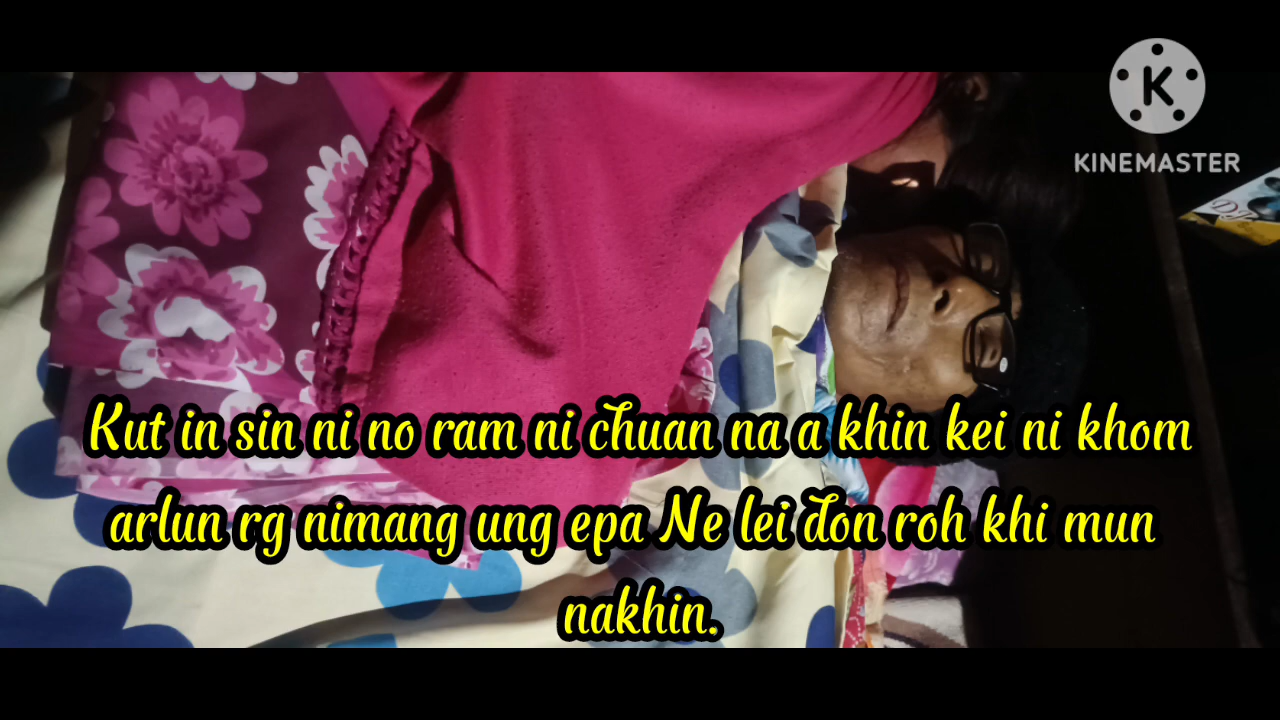 KINEMASTER
Kut in sin ni no ram ni chuan na a khin kei ni khom
arlun rg nimang ung epa Ne lei don roh khi mun
nakhin.